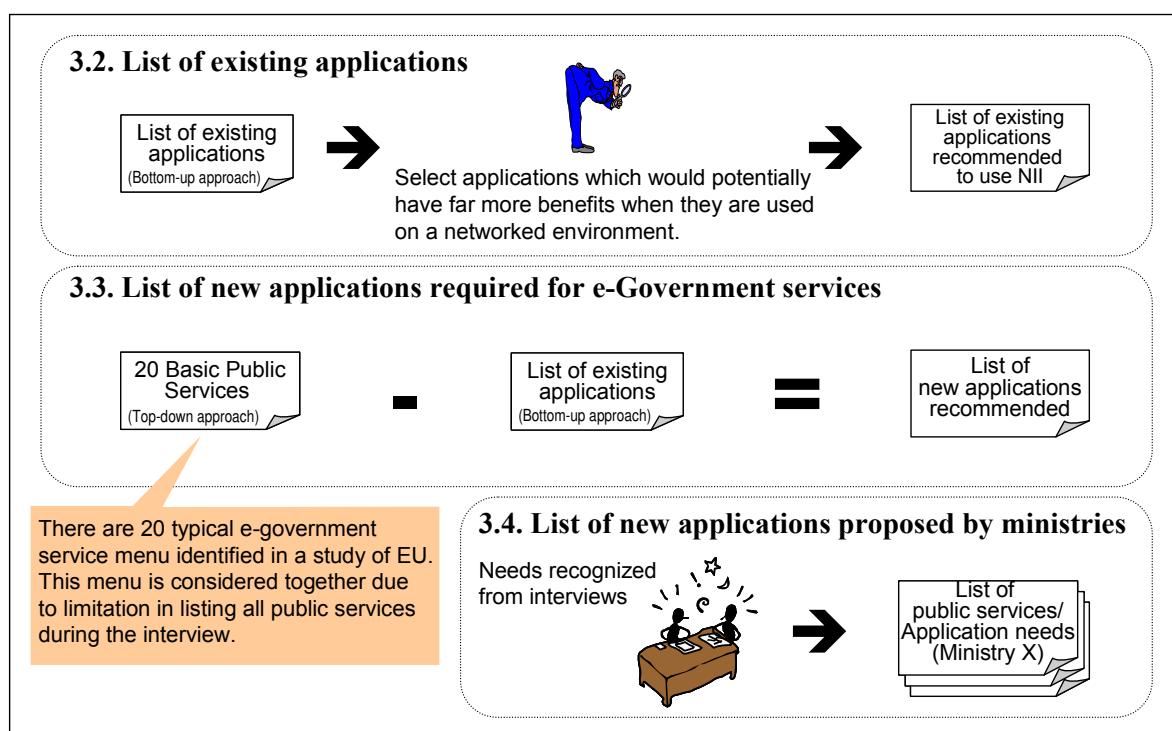 3.2. List of existing applications
List of existing
applications
(Bottom-up approach)
Select applications which would potentially
have far more benefits when they are used
on a networked environment.
List of existing
applications
recommended
to use NII
3.3. List of new applications required for e-Government services
20 Basic Public
Services
(Top-down approach)
-
List of existing
applications
(Bottom-up approach)
=
List of
new applications
recommended
There are 20 typical e-government
service menu identified in a study of EU.
This menu is considered together due
to limitation in listing all public services
during the interview.
3.4. List of new applications proposed by ministries
Needs recognized
from interviews
List of
public services/
Application needs
(Ministry X)